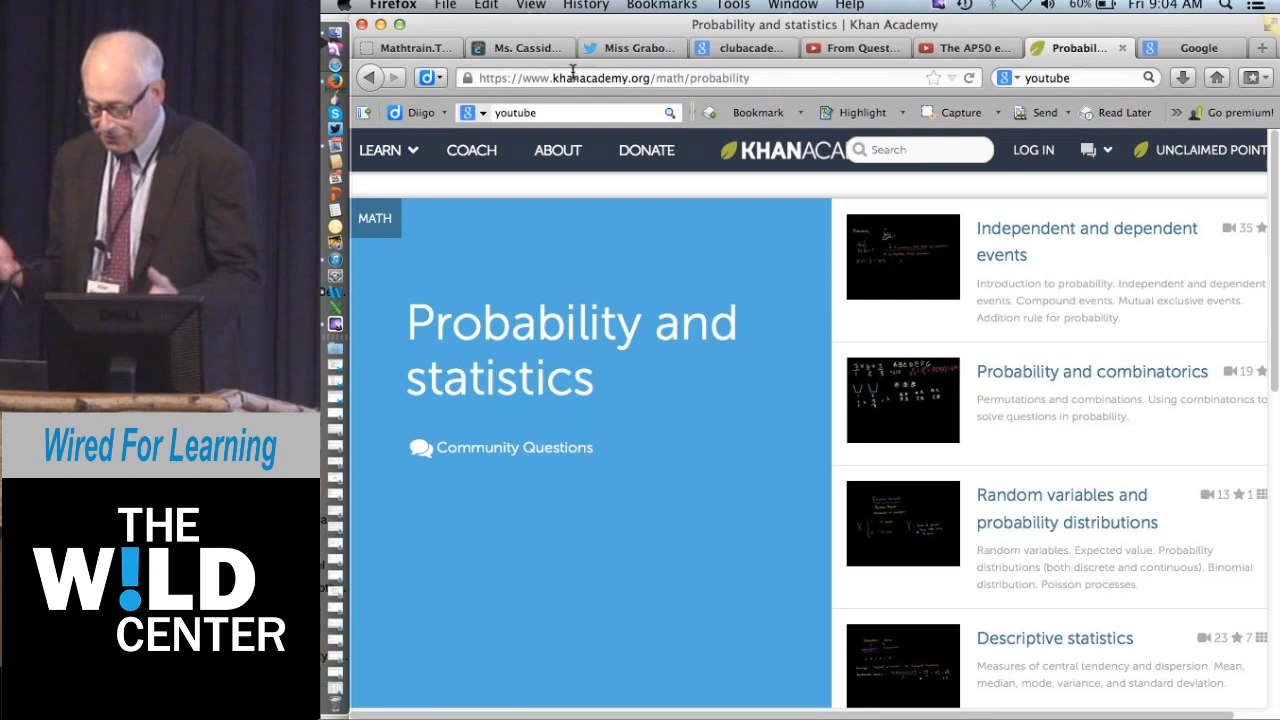 Firefox File Edit View History Bookmarks Tools Window Help 60% Fri 9:04 AM
Probability and statistics | Khan Academy
Mathtrain.T... Ms. Cassid... Miss Grabo... clubaca... From Quest... The AP50 e... Probabil... Google
https://www.khanacademy.org/math/probability
youtube
Diigo youtube Bookmark Highlight Capture Send Read Later Go premium!
LEARN COACH ABOUT DONATE KHANACA Search LOG IN UNCLAIMED POINT
MATH
Probability and
statistics
Community Questions
Independent and dependent
events
35
Introduction to probability. Independent and dependent
events. Compound events. Mutual exclusive events.
Addition rule for probability.
Probability and combinatorics
19
Permutations and combinations. Using combinatorics to
solve questions in probability.
Random variables and
probability distributions
13 1
Random variables. Expected value. Probability
distributions (both discrete and continuous). Binomial
distribution. Poisson processes.
Descriptive statistics
23 7
Measures of central tendency and dispersion. Mean,
median, mode, variance, and standard deviation.
DELL
Wired For Learning
THE
W!LD
CENTER